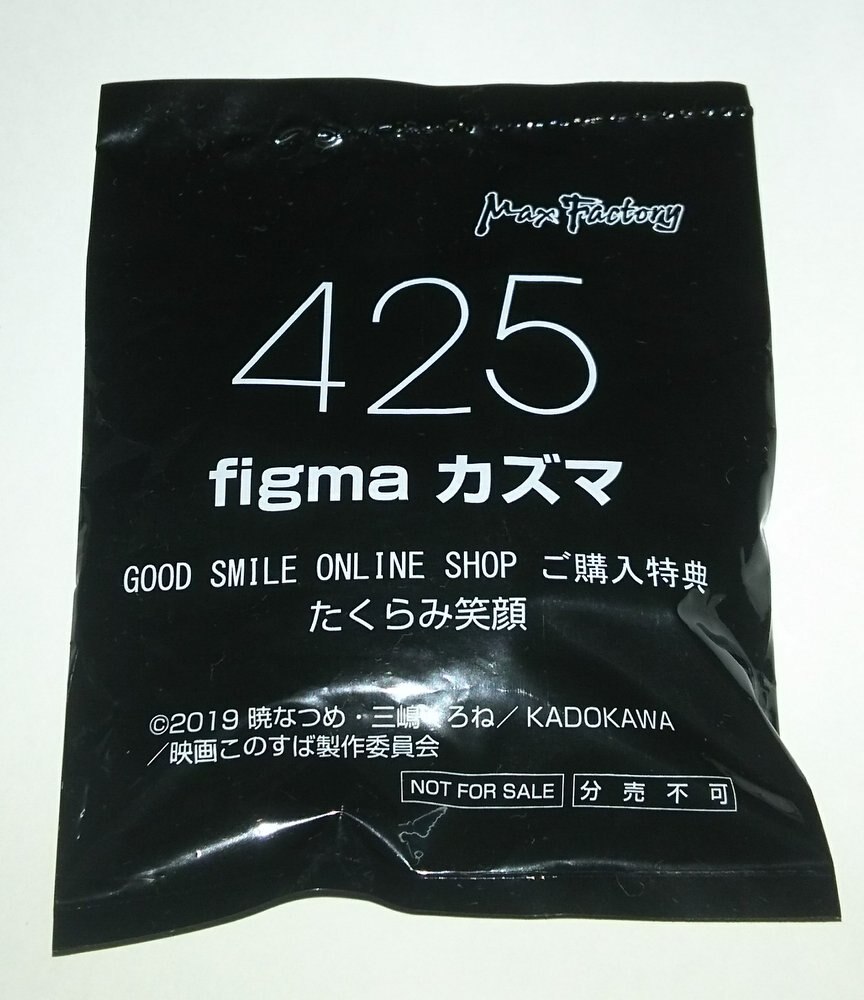 Max Factory
425
figma カズマ
GOOD SMILE ONLINE SHOP ご購入特典
たくらみ笑顔
©2019 暁なつめ・三嶋くろね／KADOKAWA
／映画このすば製作委員会
NOT FOR SALE 分売不可